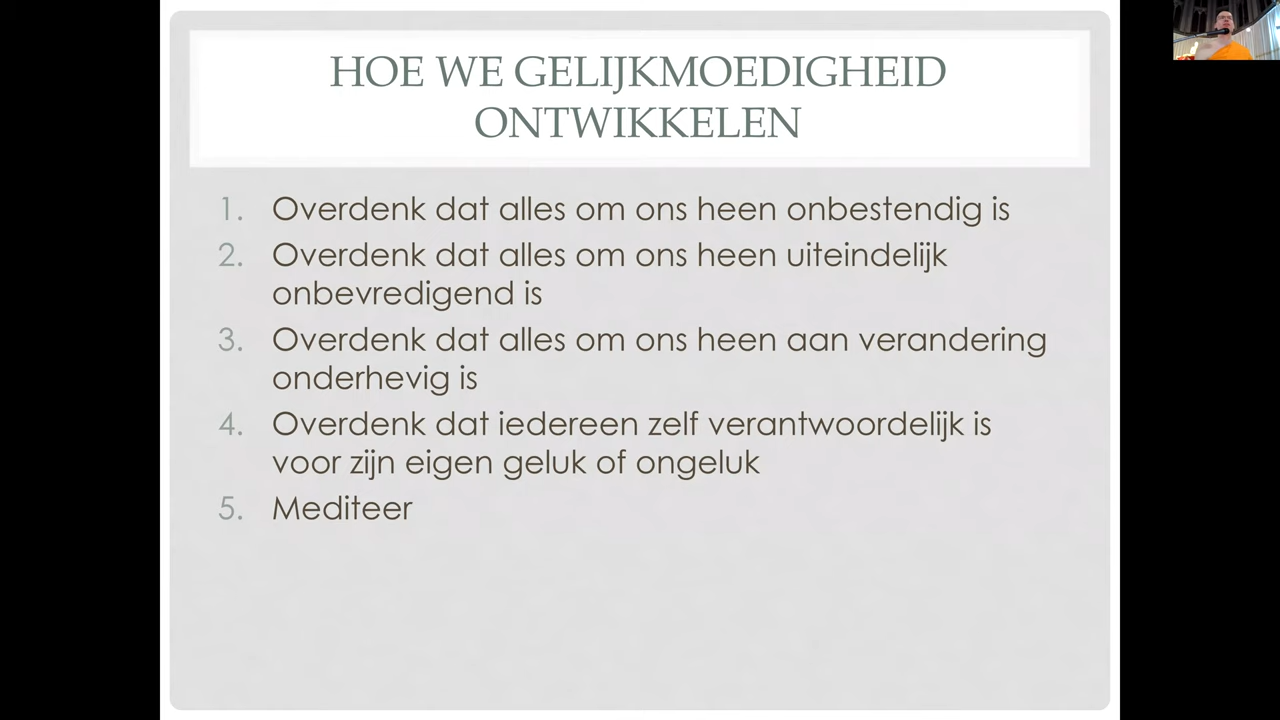 HOE WE GELIJKMOEDIGHEID
ONTWIKKELEN
1. Overdenk dat alles om ons heen onbestendig is
2. Overdenk dat alles om ons heen uiteindelijk
onbevredigend is
3. Overdenk dat alles om ons heen aan verandering
onderhevig is
4. Overdenk dat iedereen zelf verantwoordelijk is
voor zijn eigen geluk of ongeluk
5. Mediteer